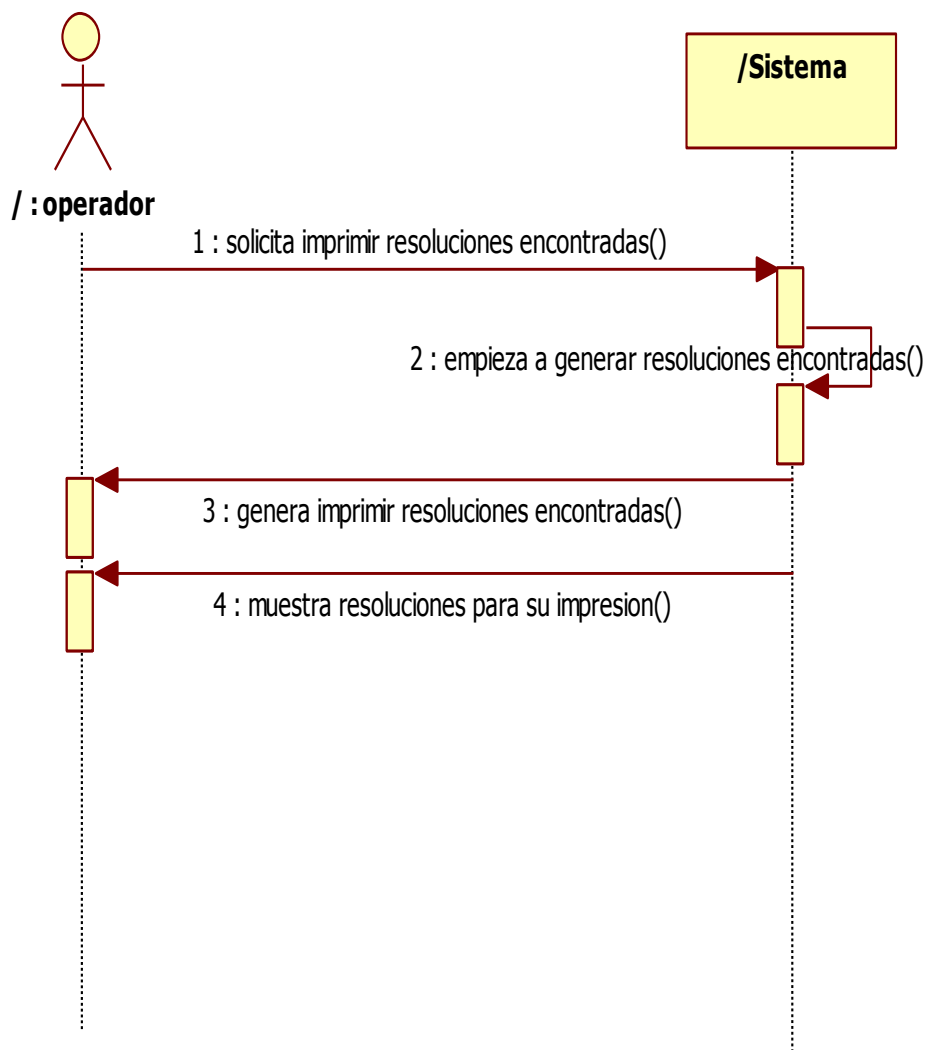 /Sistema
/ : operador
1 : solicita imprimir resoluciones encontradas()
2 : empieza a generar resoluciones encontradas()
3 : genera imprimir resoluciones encontradas()
4 : muestra resoluciones para su impresion()